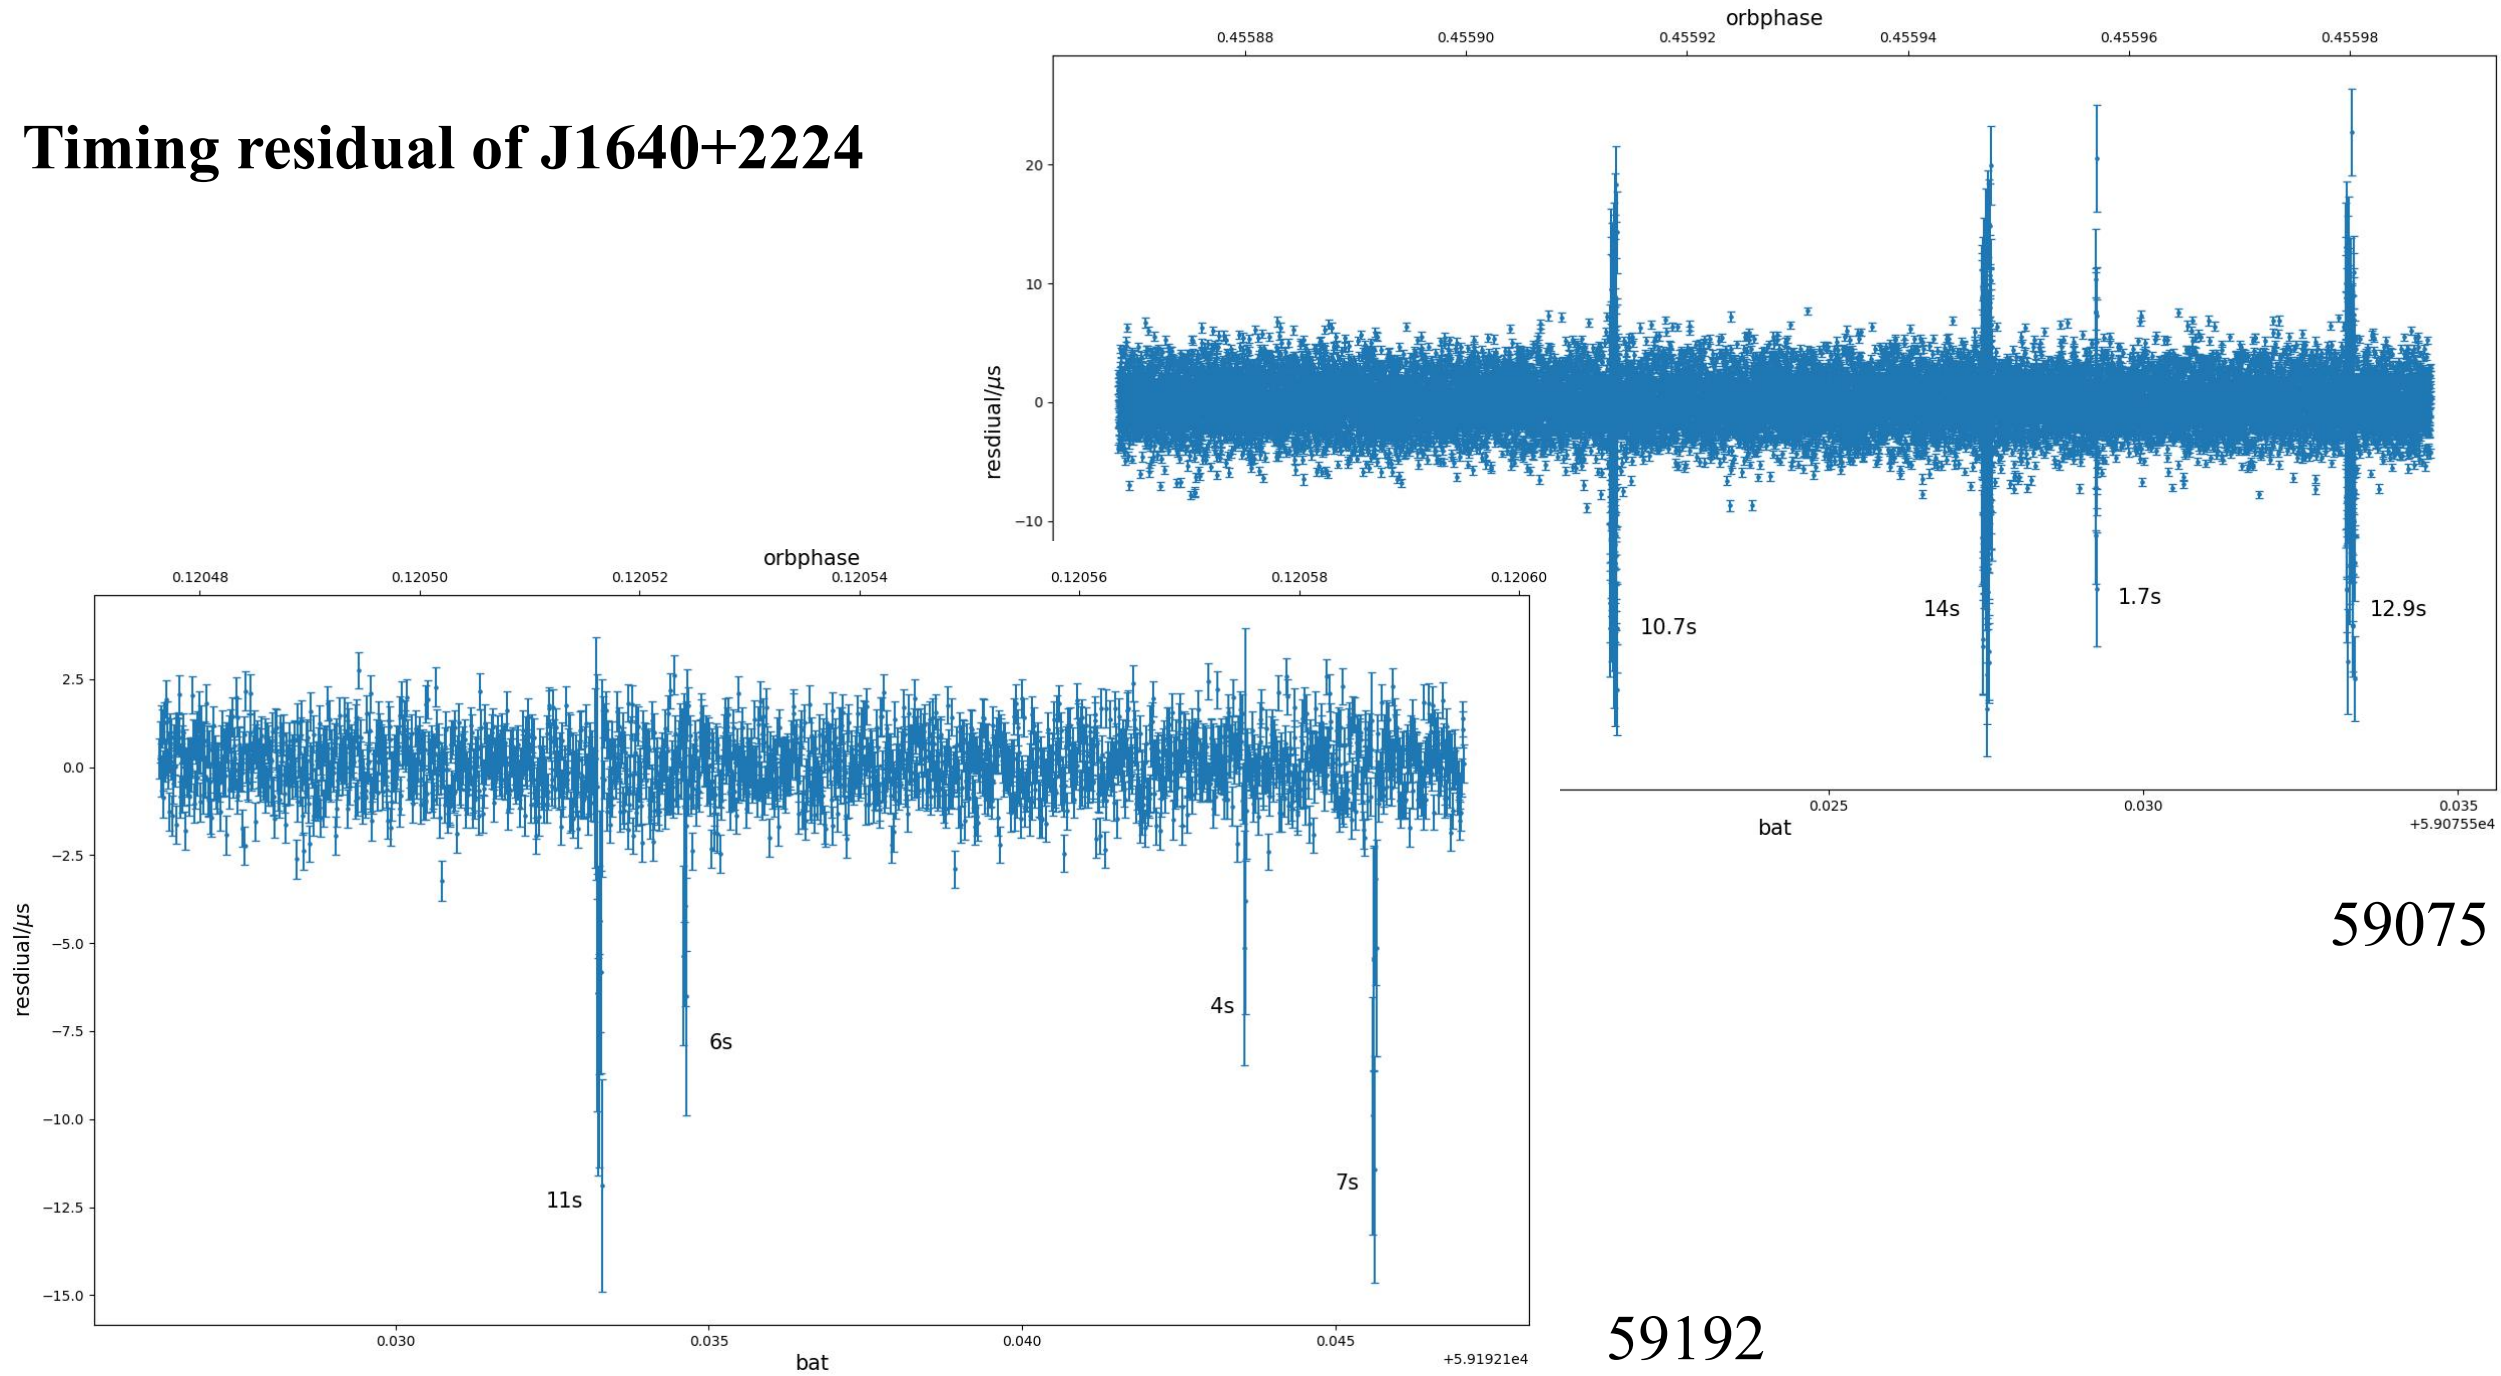 Timing residual of J1640+2224
orbphase
0.45588 0.45590 0.45592 0.45594 0.45596 0.45598
resdiual/μs
20
10
0
−10
10.7s
14s
1.7s
12.9s
0.025 0.030 0.035
bat
+5.90755e4
59075
orbphase
0.12048 0.12050 0.12052 0.12054 0.12056 0.12058 0.12060
resdiual/μs
2.5
0.0
−2.5
−5.0
−7.5
−10.0
−12.5
−15.0
11s
6s
4s
7s
0.030 0.035 0.040 0.045
bat
+5.91921e4
59192